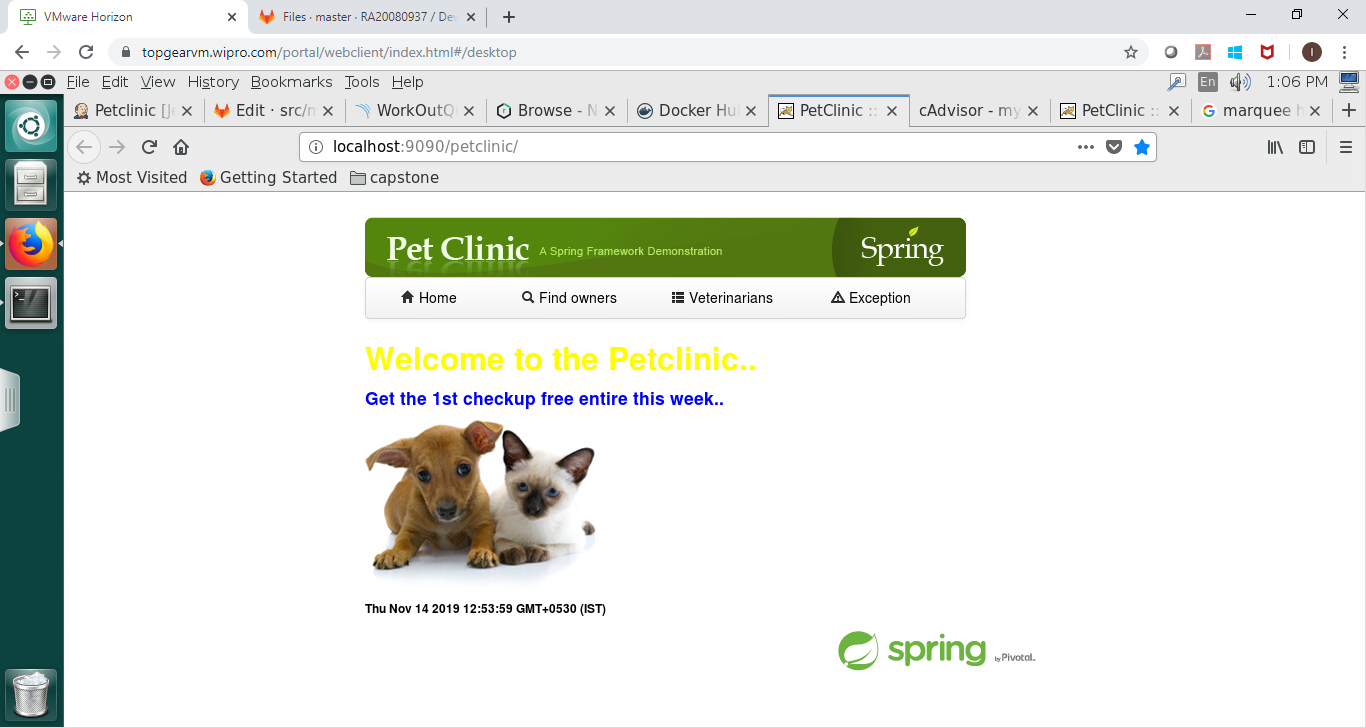 VMware Horizon
Files · master · RA20080937 / Dev
topgearvm.wipro.com/portal/webclient/index.html#/desktop
I
File Edit View History Bookmarks Tools Help
En
1:06 PM
Petclinic [Je
Edit · src/m
WorkOutQ
Browse - N
Docker Hu
PetClinic ::
cAdvisor - my
PetClinic ::
marquee h
localhost:9090/petclinic/
Most Visited
Getting Started
capstone
Pet Clinic A Spring Framework Demonstration Spring
Home Find owners Veterinarians Exception
Welcome to the Petclinic..
Get the 1st checkup free entire this week..
Thu Nov 14 2019 12:53:59 GMT+0530 (IST)
spring by Pivotal.